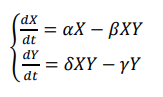 dX/dt = αX − βXY
dY/dt = δXY − γY